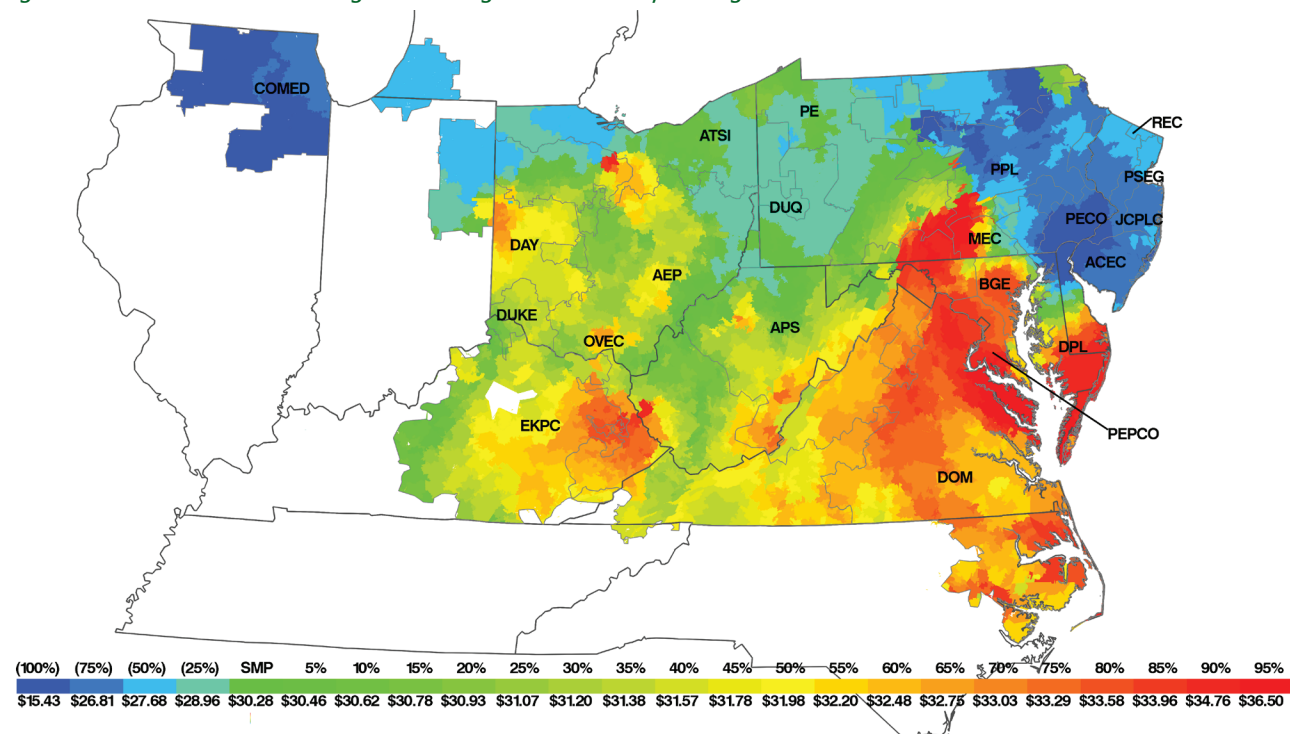 COMED
REC
ATSI
PE
PPL
PSEG
DUQ
PECO
JCPLC
MEC
DAY
ACEC
AEP
BGE
DUKE
APS
OVEC
DPL
EKPC
PEPCO
DOM
(100%) (75%) (50%) (25%) SMP 5% 10% 15% 20% 25% 30% 35% 40% 45% 50% 55% 60% 65% 70% 75% 80% 85% 90% 95%
$15.43 $26.81 $27.68 $28.96 $30.28 $30.46 $30.62 $30.78 $30.93 $31.07 $31.20 $31.38 $31.57 $31.78 $31.98 $32.20 $32.48 $32.75 $33.03 $33.29 $33.58 $33.96 $34.76 $36.50